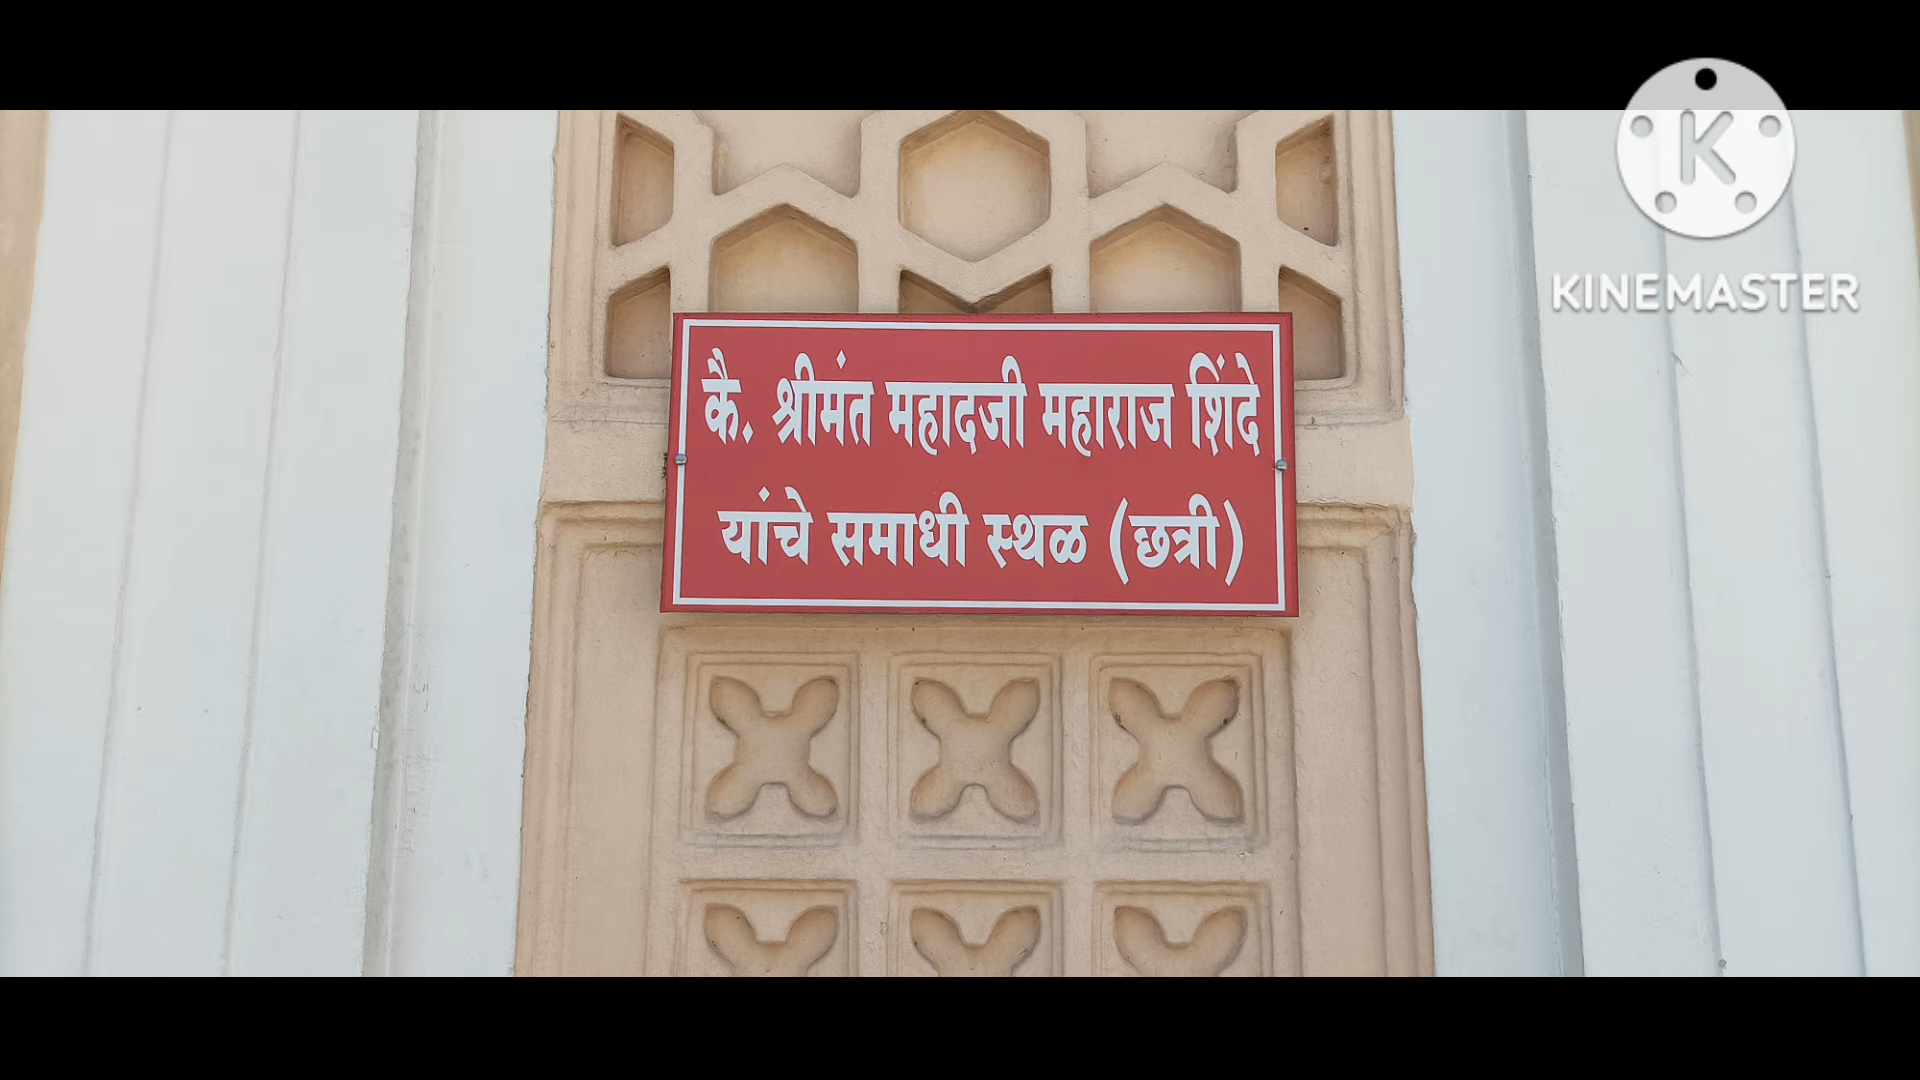 K
KINEMASTER
कै. श्रीमंत महादजी महाराज शिंदे
यांचे समाधी स्थळ (छत्री)